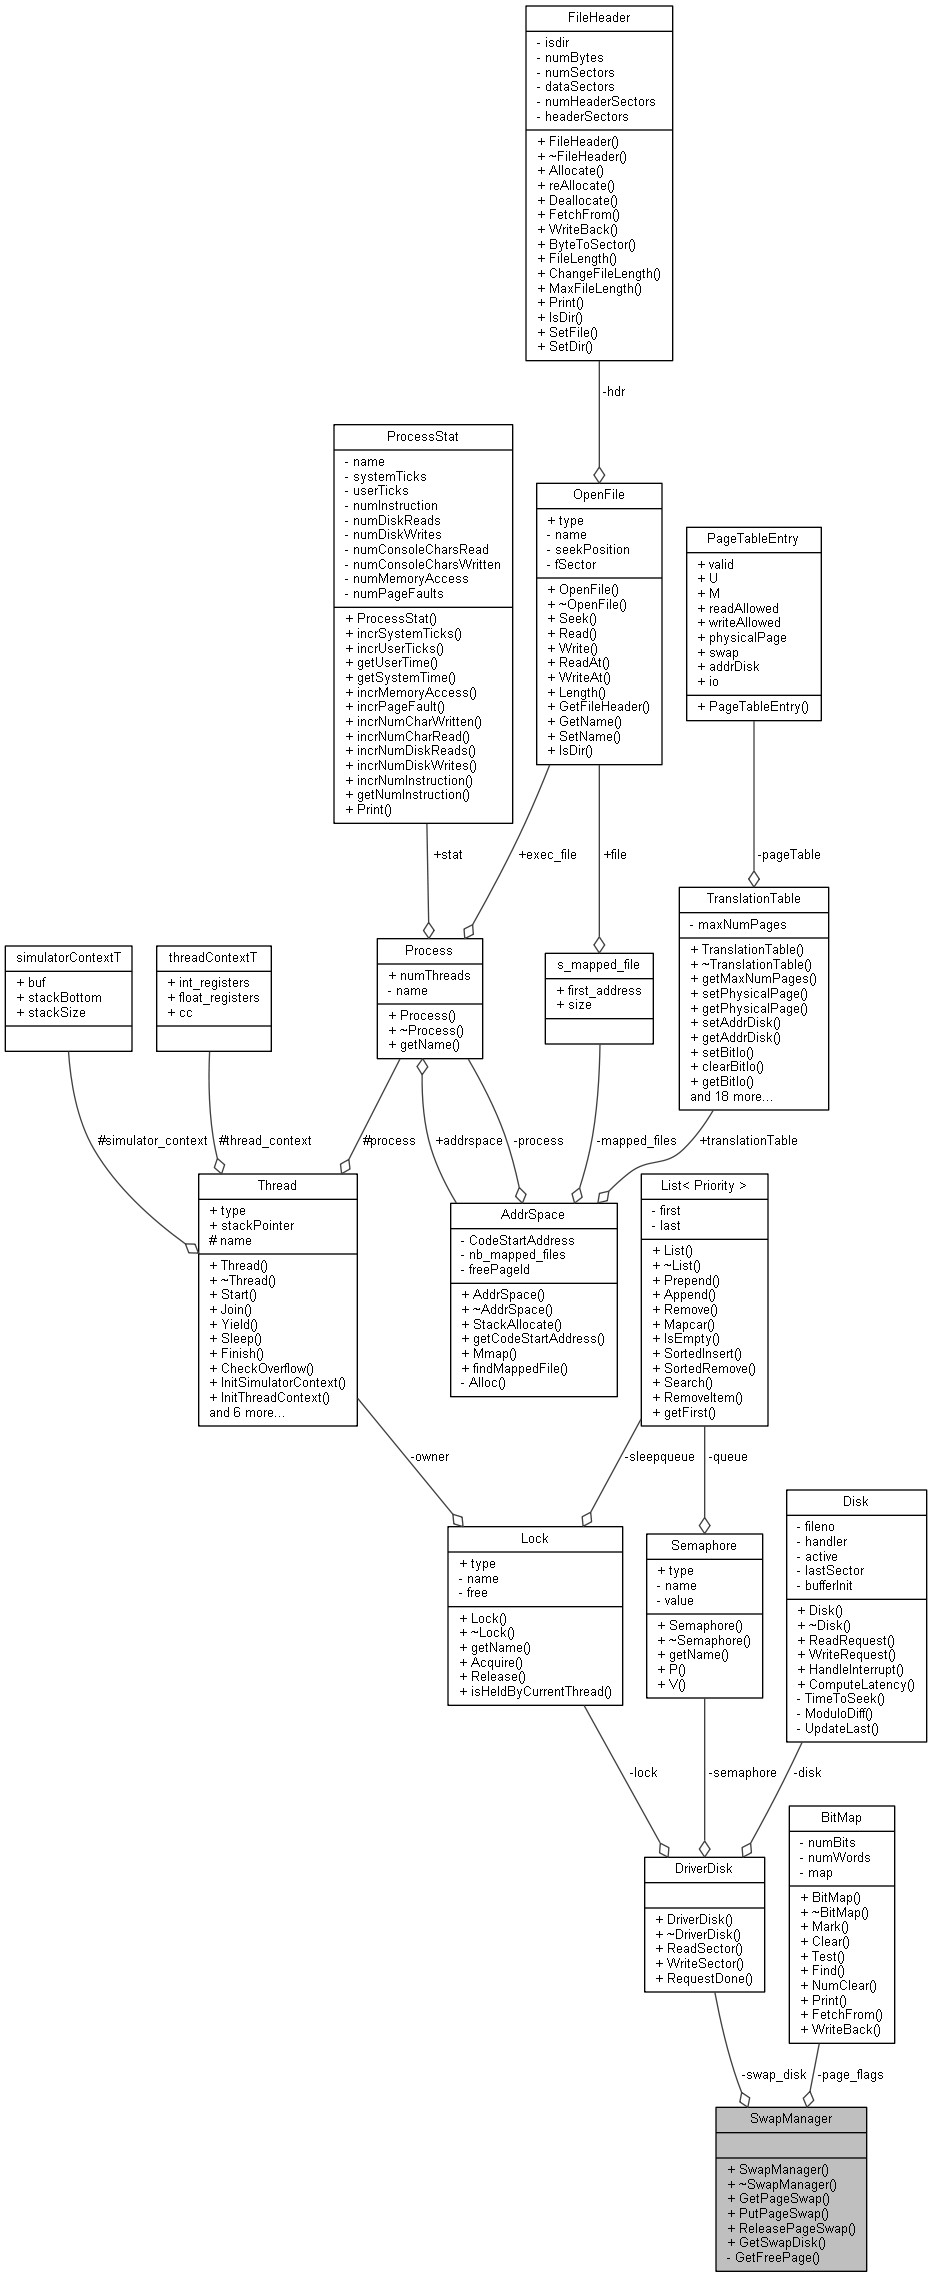 FileHeader
- isdir
- numBytes
- numSectors
- dataSectors
- numHeaderSectors
- headerSectors
+ FileHeader()
+ ~FileHeader()
+ Allocate()
+ reAllocate()
+ Deallocate()
+ FetchFrom()
+ WriteBack()
+ ByteToSector()
+ FileLength()
+ ChangeFileLength()
+ MaxFileLength()
+ Print()
+ IsDir()
+ SetFile()
+ SetDir()
-hdr
ProcessStat
- name
- systemTicks
- userTicks
- numInstruction
- numDiskReads
- numDiskWrites
- numConsoleCharsRead
- numConsoleCharsWritten
- numMemoryAccess
- numPageFaults
+ ProcessStat()
+ incrSystemTicks()
+ incrUserTicks()
+ getUserTime()
+ getSystemTime()
+ incrMemoryAccess()
+ incrPageFault()
+ incrNumCharWritten()
+ incrNumCharRead()
+ incrNumDiskReads()
+ incrNumDiskWrites()
+ incrNumInstruction()
+ getNumInstruction()
+ Print()
OpenFile
+ type
- name
- seekPosition
- fSector
+ OpenFile()
+ ~OpenFile()
+ Seek()
+ Read()
+ Write()
+ ReadAt()
+ WriteAt()
+ Length()
+ GetFileHeader()
+ GetName()
+ SetName()
+ IsDir()
PageTableEntry
+ valid
+ U
+ M
+ readAllowed
+ writeAllowed
+ physicalPage
+ swap
+ addrDisk
+ io
+ PageTableEntry()
+stat
+exec_file
+file
-pageTable
simulatorContextT
+ buf
+ stackBottom
+ stackSize
threadContextT
+ int_registers
+ float_registers
+ cc
Process
+ numThreads
- name
+ Process()
+ ~Process()
+ getName()
s_mapped_file
+ first_address
+ size
TranslationTable
- maxNumPages
+ TranslationTable()
+ ~TranslationTable()
+ getMaxNumPages()
+ setPhysicalPage()
+ getPhysicalPage()
+ setAddrDisk()
+ getAddrDisk()
+ setBitIo()
+ clearBitIo()
+ getBitIo()
and 18 more...
#simulator_context
#thread_context
#process
+addrspace
-process
-mapped_files
+translationTable
Thread
+ type
+ stackPointer
# name
+ Thread()
+ ~Thread()
+ Start()
+ Join()
+ Yield()
+ Sleep()
+ Finish()
+ CheckOverflow()
+ InitSimulatorContext()
+ InitThreadContext()
and 6 more...
AddrSpace
- CodeStartAddress
- nb_mapped_files
- freePageId
+ AddrSpace()
+ ~AddrSpace()
+ StackAllocate()
+ getCodeStartAddress()
+ Mmap()
+ findMappedFile()
- Alloc()
List< Priority >
- first
- last
+ List()
+ ~List()
+ Prepend()
+ Append()
+ Remove()
+ Mapcar()
+ IsEmpty()
+ SortedInsert()
+ SortedRemove()
+ Search()
+ RemoveItem()
+ getFirst()
-owner
-sleepqueue
-queue
Lock
+ type
- name
- free
+ Lock()
+ ~Lock()
+ getName()
+ Acquire()
+ Release()
+ isHeldByCurrentThread()
Semaphore
+ type
- name
- value
+ Semaphore()
+ ~Semaphore()
+ getName()
+ P()
+ V()
Disk
- fileno
- handler
- active
- lastSector
- bufferInit
+ Disk()
+ ~Disk()
+ ReadRequest()
+ WriteRequest()
+ HandleInterrupt()
+ ComputeLatency()
- TimeToSeek()
- ModuloDiff()
- UpdateLast()
-lock
-semaphore
-disk
DriverDisk
+ DriverDisk()
+ ~DriverDisk()
+ ReadSector()
+ WriteSector()
+ RequestDone()
BitMap
- numBits
- numWords
- map
+ BitMap()
+ ~BitMap()
+ Mark()
+ Clear()
+ Test()
+ Find()
+ NumClear()
+ Print()
+ FetchFrom()
+ WriteBack()
-swap_disk
-page_flags
SwapManager
+ SwapManager()
+ ~SwapManager()
+ GetPageSwap()
+ PutPageSwap()
+ ReleasePageSwap()
+ GetSwapDisk()
- GetFreePage()